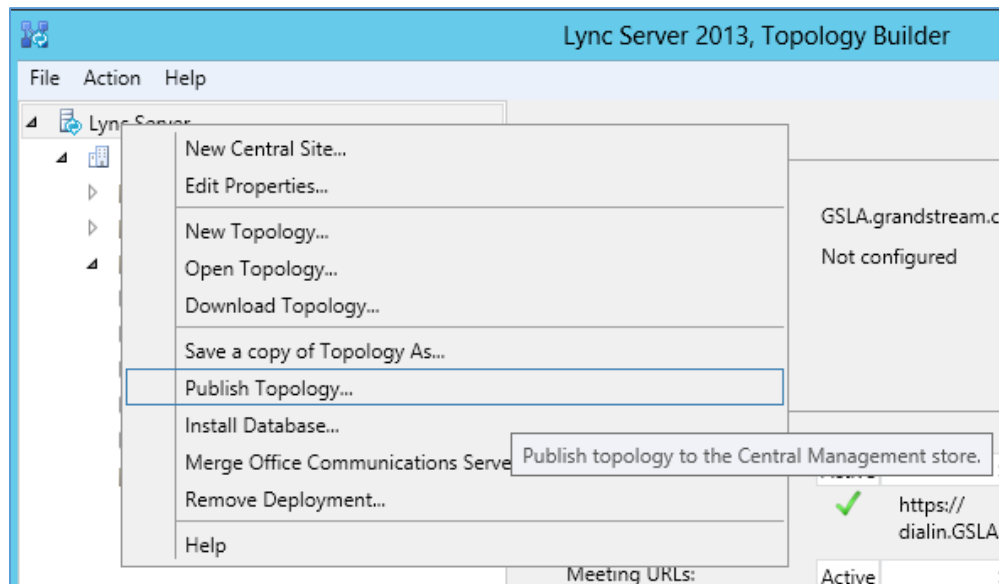 Lync Server 2013, Topology Builder
File Action Help
Lync Server
New Central Site...
Edit Properties...
GSLA.grandstream.c
New Topology...
Not configured
Open Topology...
Download Topology...
Save a copy of Topology As...
Publish Topology...
Install Database...
Publish topology to the Central Management store.
Merge Office Communications Serve
Remove Deployment...
https://
dialin.GSLA
Help
Meeting URLs:
Active